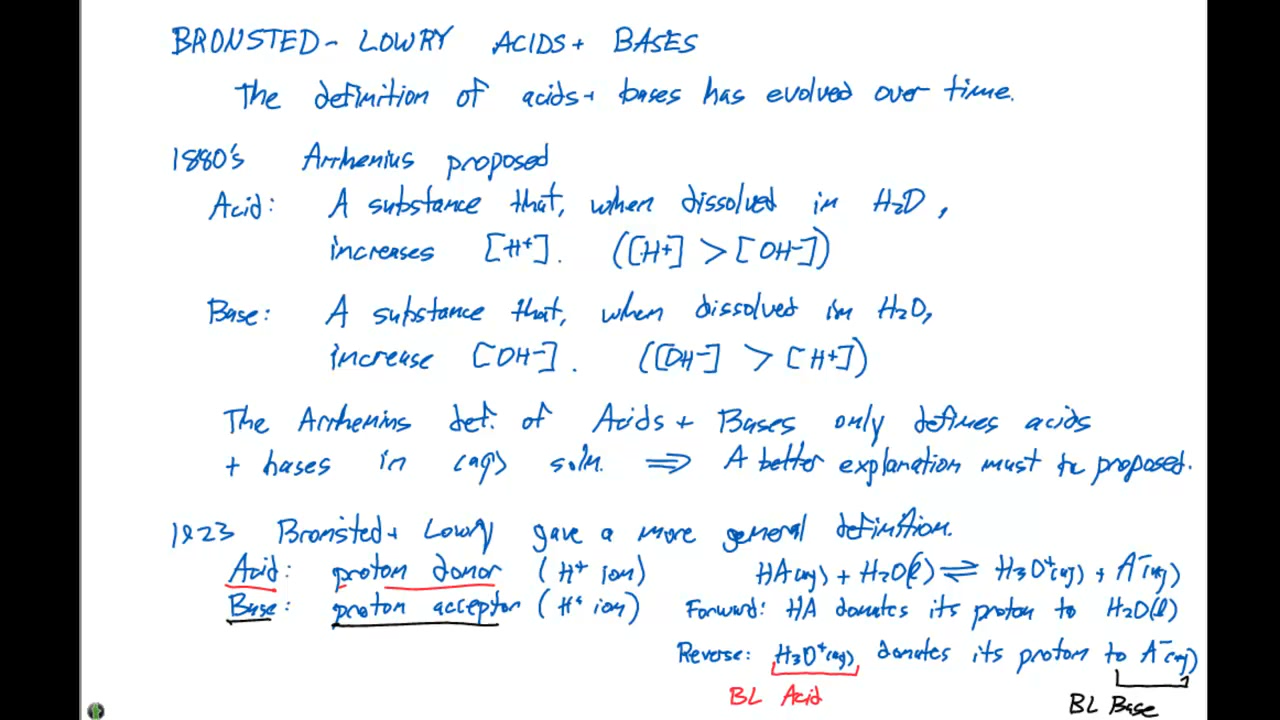 BRONSTED-LOWRY ACIDS + BASES
The definition of acids + bases has evolved over time.
1880's Arrhenius proposed
Acid: A substance that, when dissolved in H₂O,
increases [H⁺]. ([H⁺] > [OH⁻])
Base: A substance that, when dissolved in H₂O,
increase [OH⁻]. ([OH⁻] > [H⁺])
The Arrhenius def. of Acids + Bases only defines acids
+ bases in (aq) soln. ⇒ A better explanation must be proposed.
1923 Bronsted + Lowry gave a more general definition.
Acid: proton donor (H⁺ ion) HA(aq) + H₂O(l) ⇌ H₃O⁺(aq) + A⁻(aq)
Base: proton acceptor (H⁺ ion) Forward: HA donates its proton to H₂O(l)
Reverse: H₃O⁺(aq) donates its proton to A⁻(aq)
BL Acid BL Base